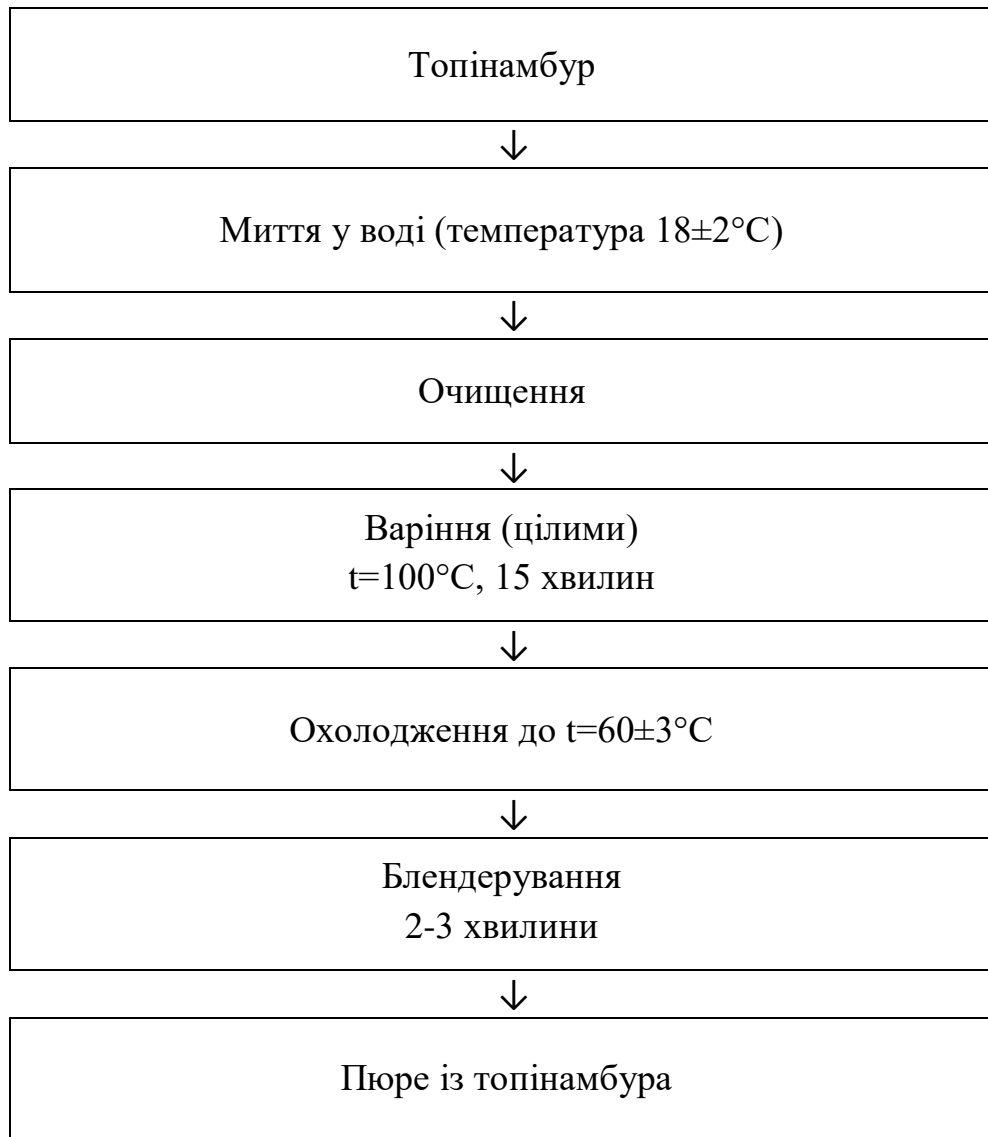 Топінамбур
Миття у воді (температура 18±2°С)
Очищення
Варіння (цілими)
t=100°С, 15 хвилин
Охолодження до t=60±3°С
Блендерування
2-3 хвилини
Пюре із топінамбура